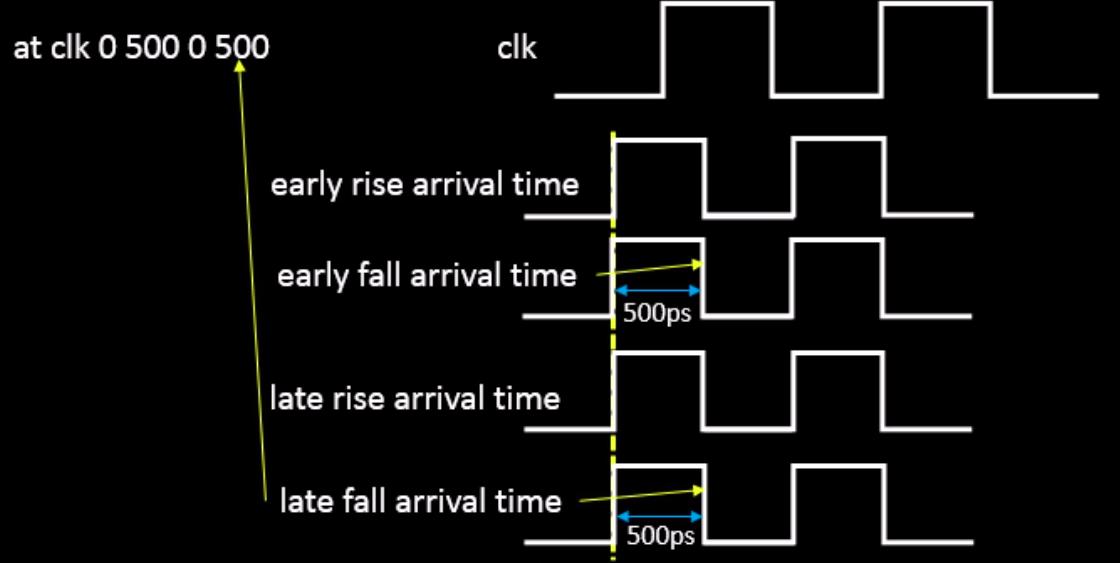 at clk 0 500 0 500
clk
early rise arrival time
early fall arrival time
500ps
late rise arrival time
late fall arrival time
500ps